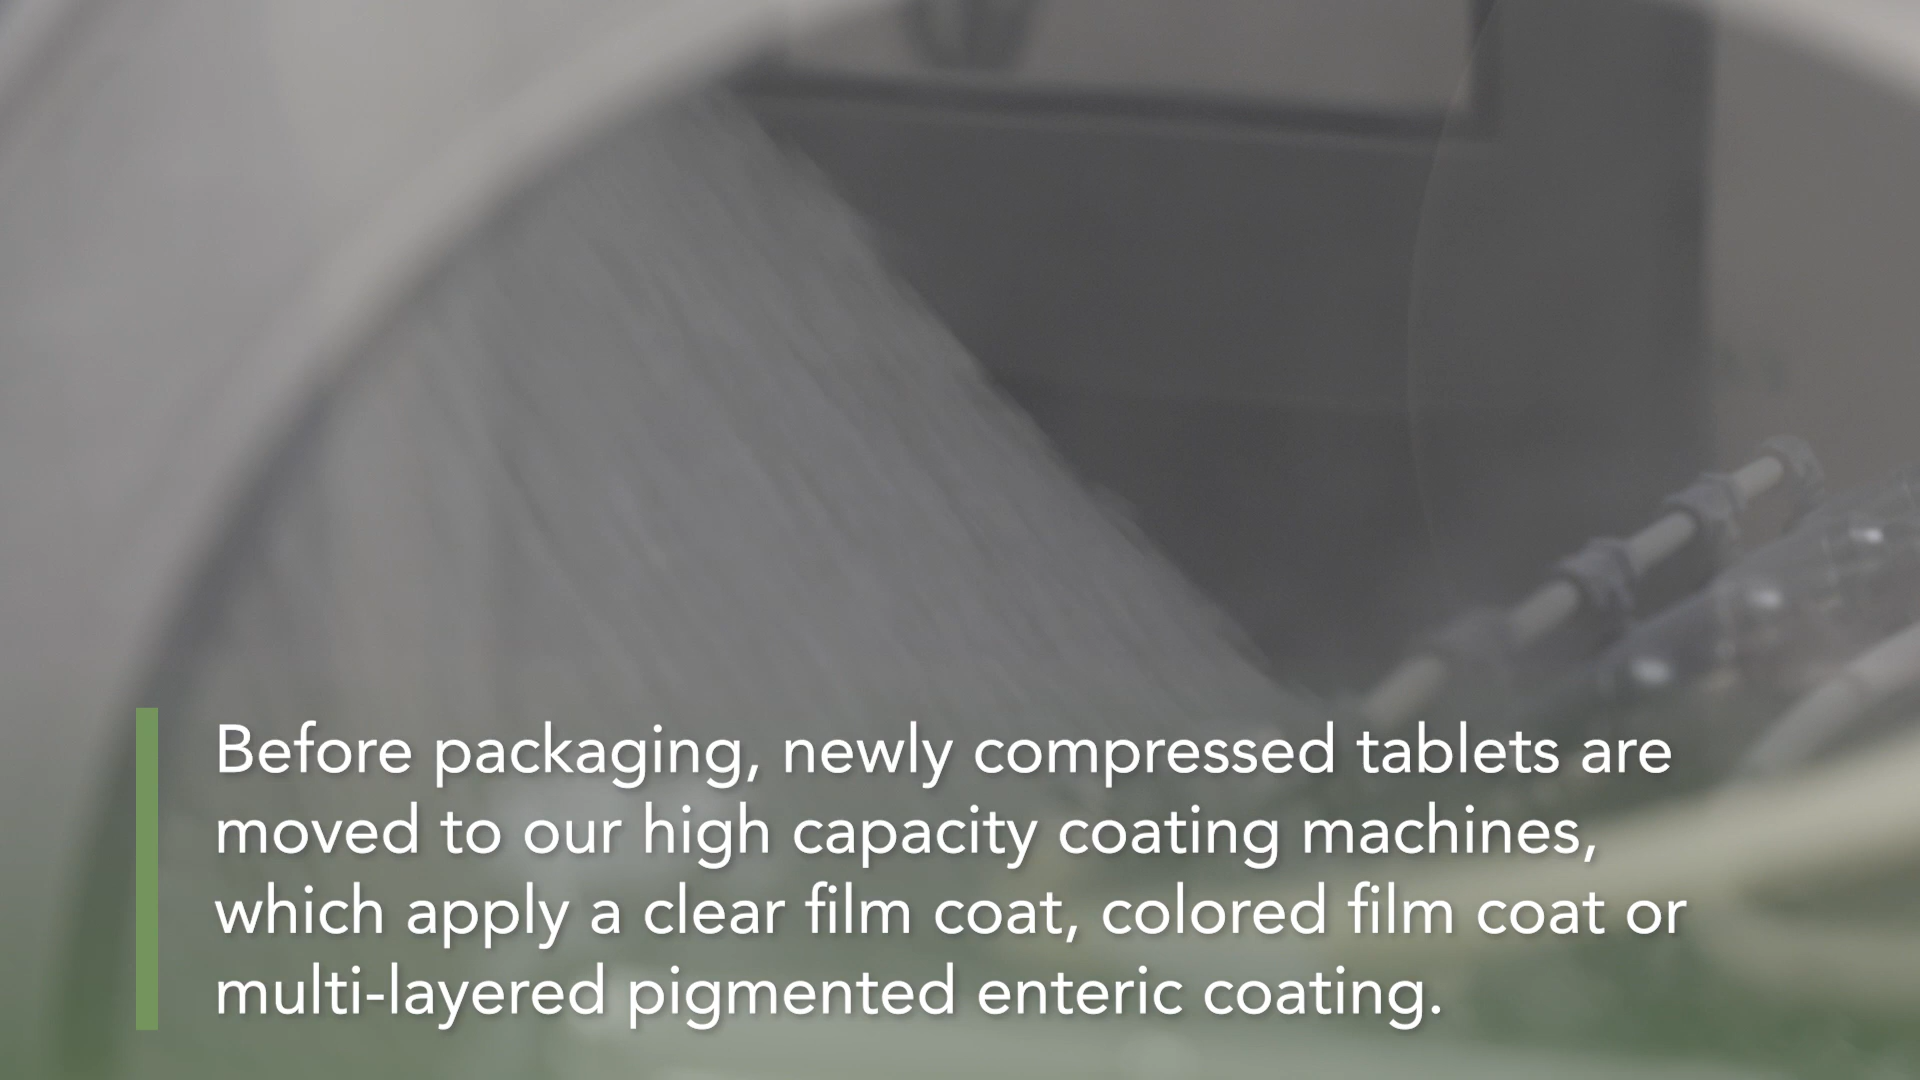 Before packaging, newly compressed tablets are
moved to our high capacity coating machines,
which apply a clear film coat, colored film coat or
multi-layered pigmented enteric coating.